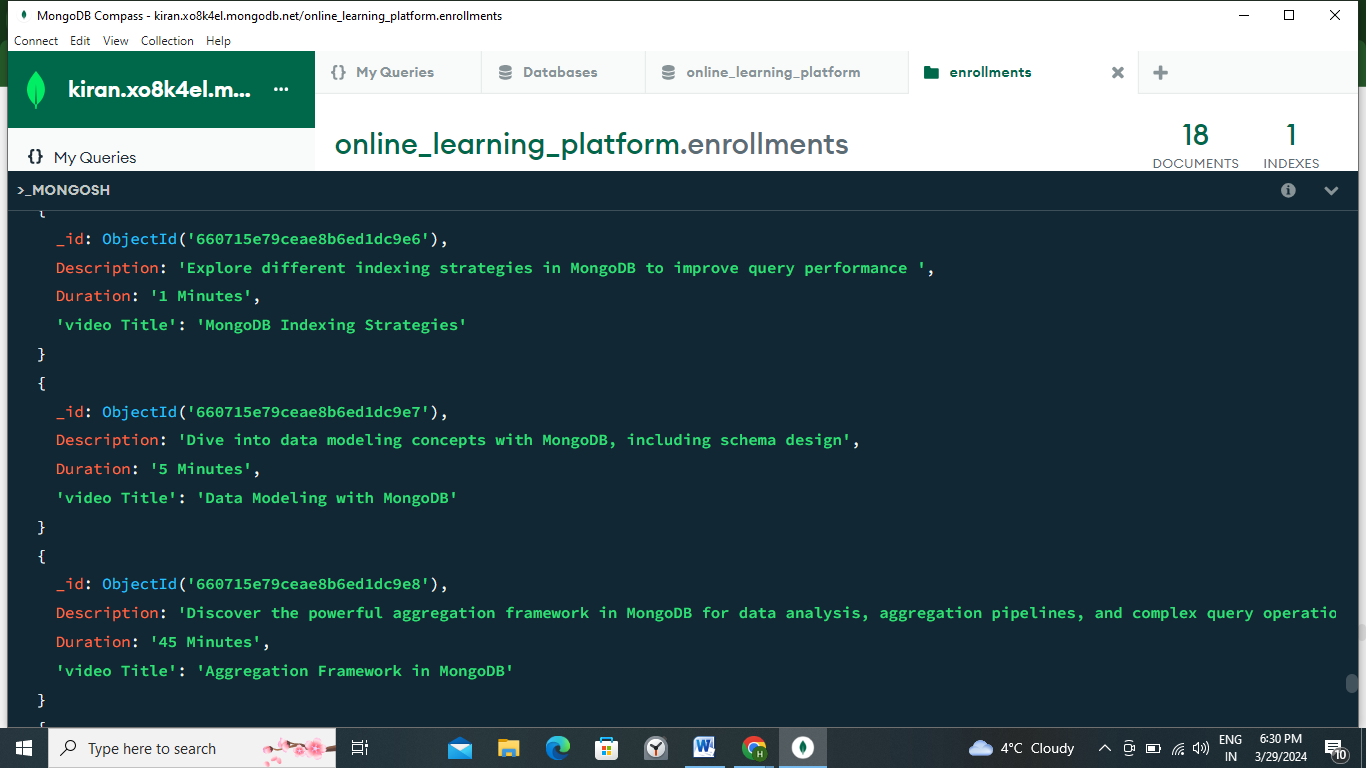 MongoDB Compass - kiran.xo8k4el.mongodb.net/online_learning_platform.enrollments
Connect Edit View Collection Help
kiran.xo8k4el.m... ...
{} My Queries
Databases
online_learning_platform
enrollments
{} My Queries
online_learning_platform.enrollments
18
DOCUMENTS
1
INDEXES
>_MONGOSH
{
_id: ObjectId('660715e79ceae8b6ed1dc9e6'),
Description: 'Explore different indexing strategies in MongoDB to improve query performance ',
Duration: '1 Minutes',
'video Title': 'MongoDB Indexing Strategies'
}
{
_id: ObjectId('660715e79ceae8b6ed1dc9e7'),
Description: 'Dive into data modeling concepts with MongoDB, including schema design',
Duration: '5 Minutes',
'video Title': 'Data Modeling with MongoDB'
}
{
_id: ObjectId('660715e79ceae8b6ed1dc9e8'),
Description: 'Discover the powerful aggregation framework in MongoDB for data analysis, aggregation pipelines, and complex query operatio
Duration: '45 Minutes',
'video Title': 'Aggregation Framework in MongoDB'
}
{
Type here to search
4°C Cloudy
ENG
IN
6:30 PM
3/29/2024
10